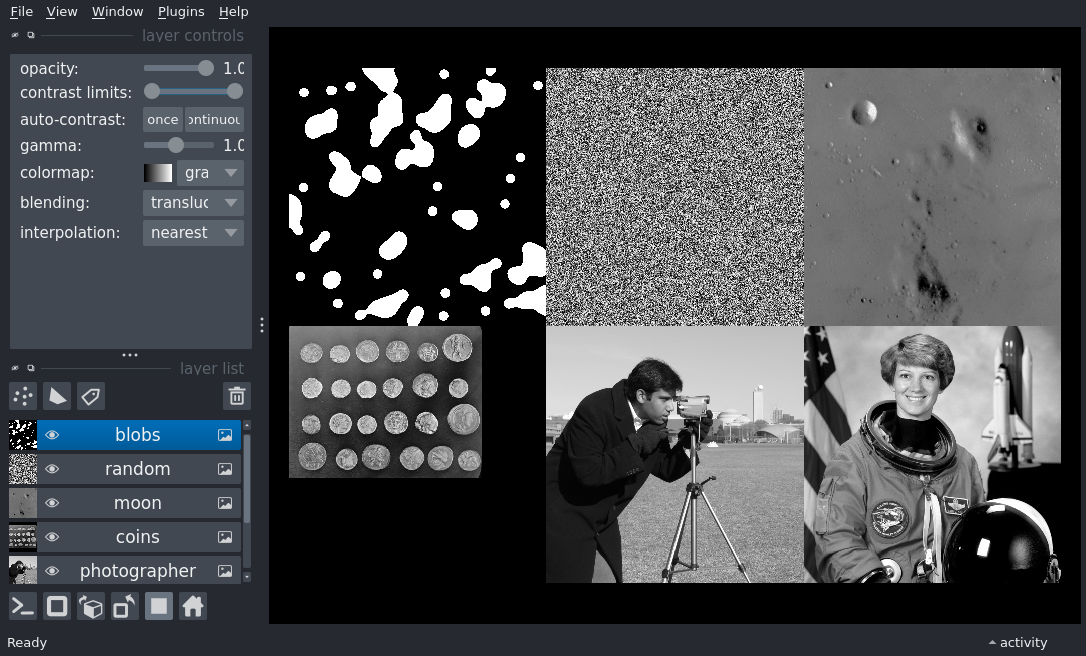 File View Window Plugins Help
layer controls
opacity: 1.0
contrast limits:
auto-contrast: once ontinuou
gamma: 1.0
colormap: gra
blending: transluc
interpolation: nearest
layer list
blobs
random
moon
coins
photographer
Ready
activity